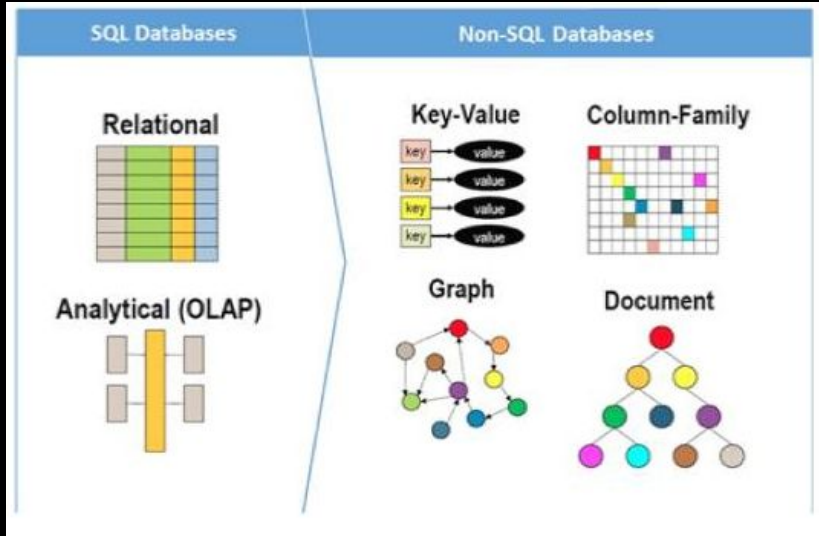 SQL Databases
Non-SQL Databases
Relational
Analytical (OLAP)
Key-Value
key value
key value
key value
key value
Column-Family
Graph
Document